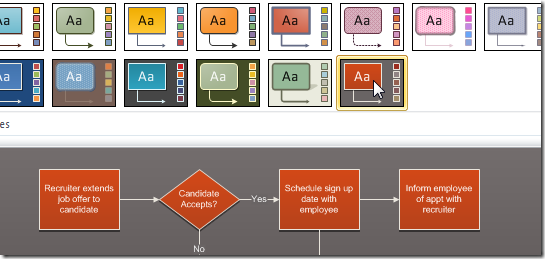 Aa Aa Aa Aa Aa Aa Aa Aa
Aa Aa Aa Aa Aa Aa
es
Recruiter extends
job offer to
candidate
Candidate
Accepts?
Yes
Schedule sign up
date with
employee
Inform employee
of appt with
recruiter
No